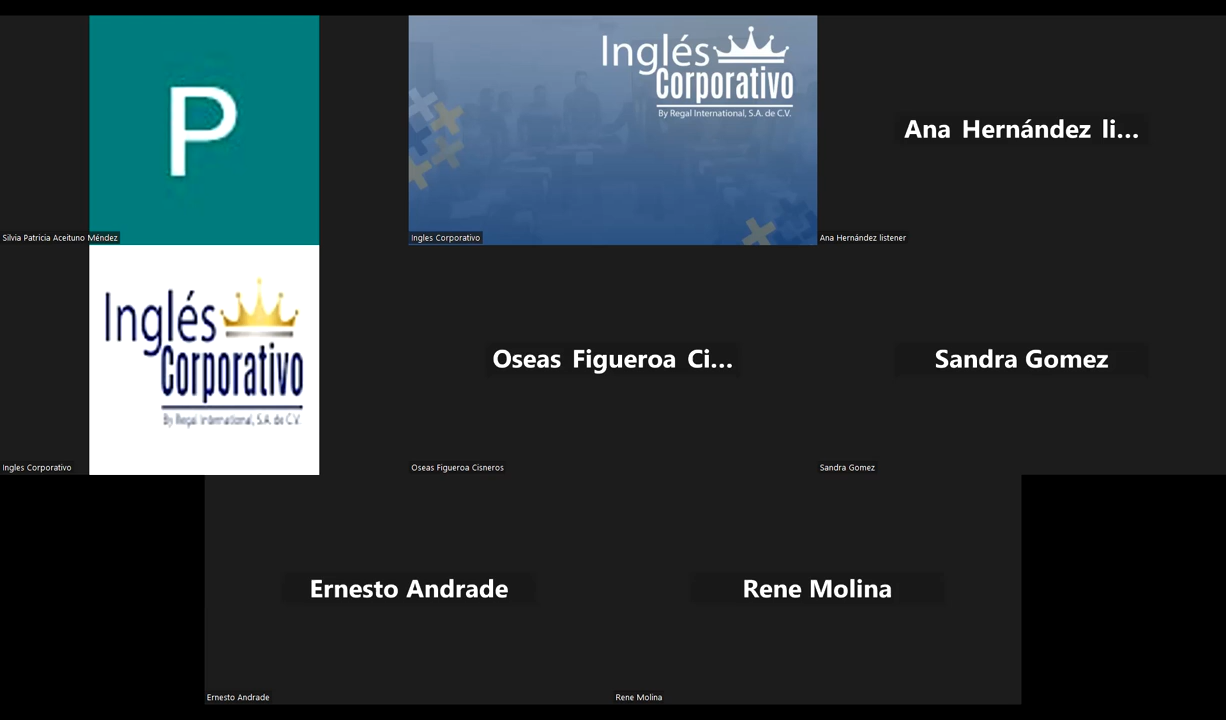 P
Silvia Patricia Aceituno Méndez
Inglés
Corporativo
By Regal International, S.A. de C.V.
Ingles Corporativo
Ana Hernández li...
Ana Hernández listener
Inglés
Corporativo
By Regal International, S.A. de C.V.
Ingles Corporativo
Oseas Figueroa Ci...
Oseas Figueroa Cisneros
Sandra Gomez
Sandra Gomez
Ernesto Andrade
Ernesto Andrade
Rene Molina
Rene Molina